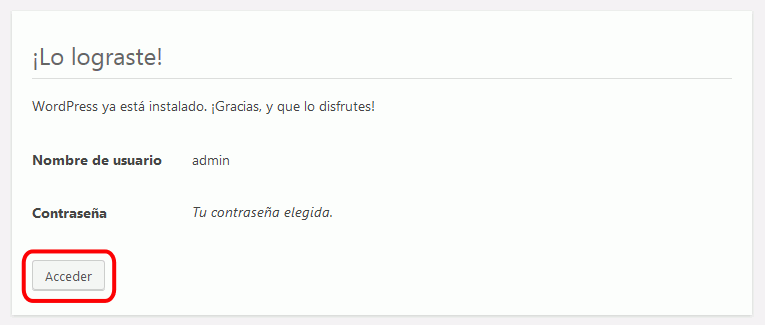 ¡Lo lograste!
WordPress ya está instalado. ¡Gracias, y que lo disfrutes!
Nombre de usuario admin
Contraseña Tu contraseña elegida.
Acceder